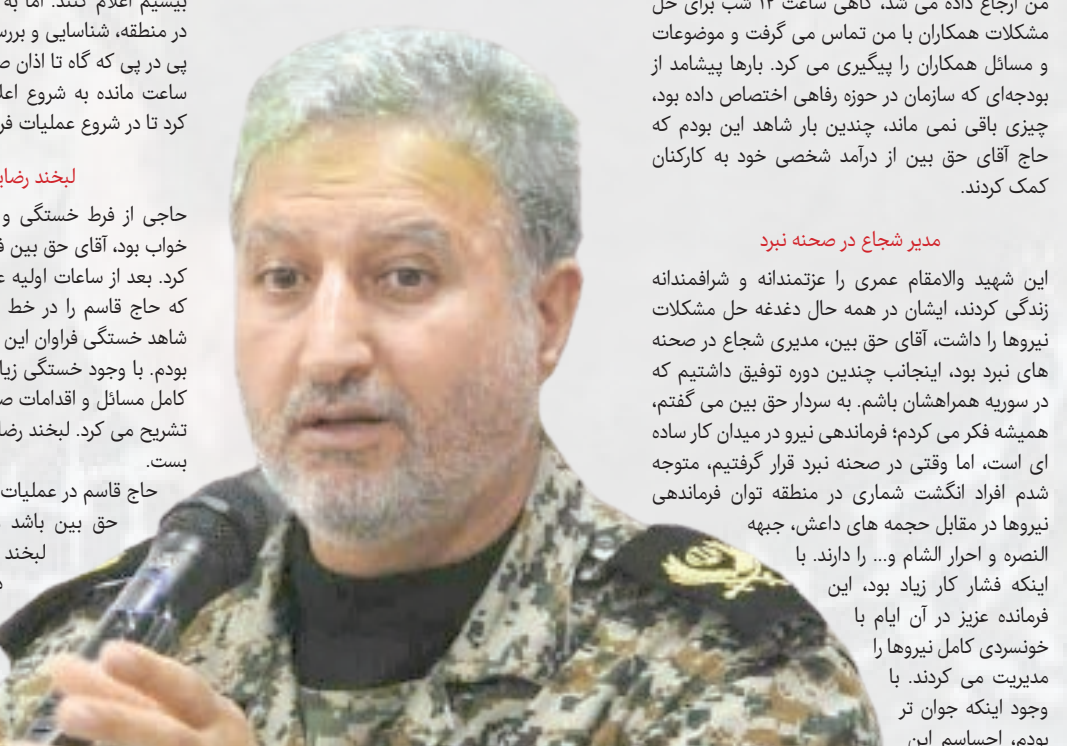 من ارجاع داده می شد، گاهی ساعت ۱۲ شب برای حل
مشکلات همکاران با من تماس می گرفت و موضوعات
و مسائل همکاران را پیگیری می کرد. بارها پیشامد از
بودجه‌ای که سازمان در حوزه رفاهی اختصاص داده بود،
چیزی باقی نمی ماند، چندین بار شاهد این بودم که
حاج آقای حق بین از درآمد شخصی خود به کارکنان
کمک کردند.
مدیر شجاع در صحنه نبرد
این شهید والامقام عمری را عزتمندانه و شرافمندانه
زندگی کردند، ایشان در همه حال دغدغه حل مشکلات
نیروها را داشت، آقای حق بین، مدیری شجاع در صحنه
های نبرد بود، اینجانب چندین دوره توفیق داشتیم که
در سوریه همراهشان باشم. به سردار حق بین می گفتم،
همیشه فکر می کردم؛ فرماندهی نیرو در میدان کار ساده
ای است، اما وقتی در صحنه نبرد قرار گرفتیم، متوجه
شدم افراد انگشت شماری در منطقه توان فرماندهی
نیروها در مقابل حجمه های داعش، جبهه
النصره و احرار الشام و... را دارند. با
اینکه فشار کار زیاد بود، این
فرمانده عزیز در آن ایام با
خونسردی کامل نیروها را
مدیریت می کردند. با
وجود اینکه جوان تر
بودم، احساسم این
بیسیم اعلام کنند. اما به
در منطقه، شناسایی و بررس
پی در پی که گاه تا اذان ص
ساعت مانده به شروع اعل
کرد تا در شروع عملیات فر
لبخند رضای
حاجی از فرط خستگی و
خواب بود، آقای حق بین ف
کرد. بعد از ساعات اولیه ع
که حاج قاسم را در خط
شاهد خستگی فراوان این
بودم. با وجود خستگی زیا
کامل مسائل و اقدامات ص
تشریح می کرد. لبخند رضا
بست.
حاج قاسم در عملیات
حق بین باشد
لبخند